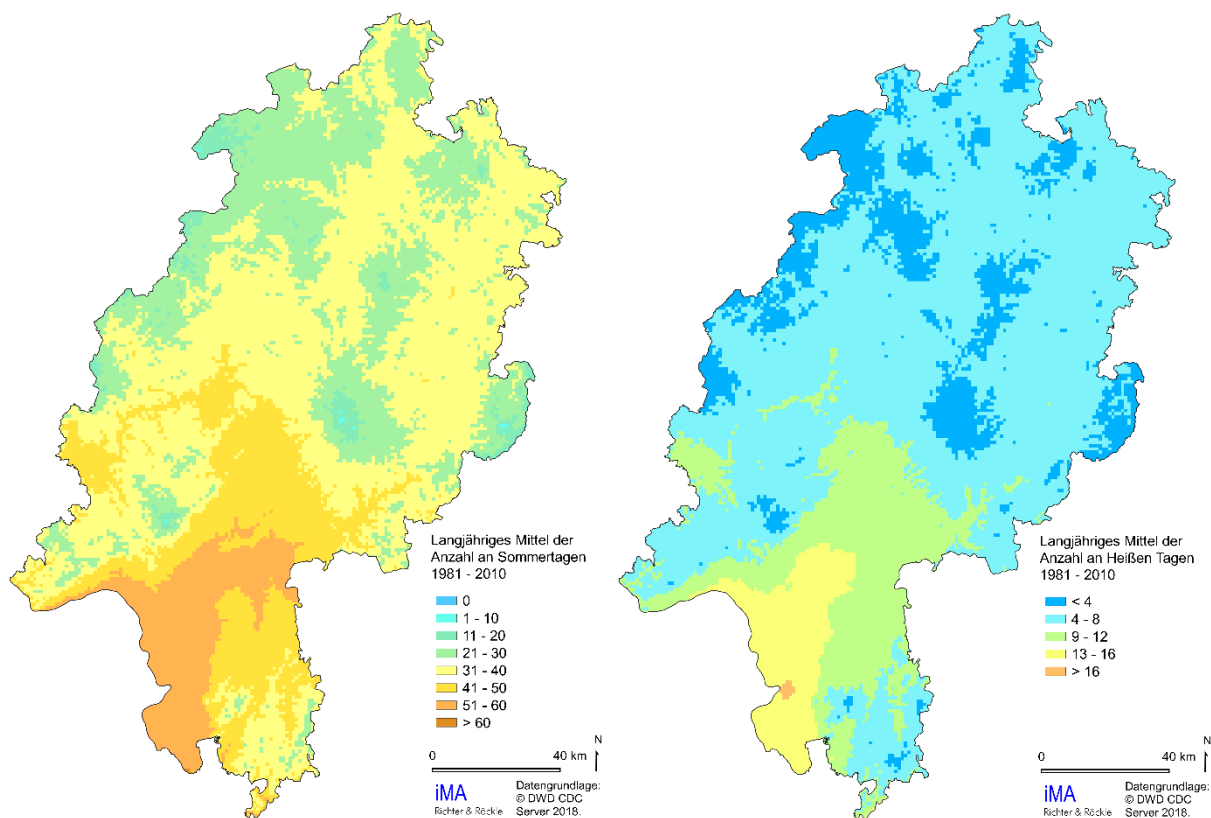 Langjähriges Mittel der
Anzahl an Sommertagen
1981 - 2010
0
1 - 10
11 - 20
21 - 30
31 - 40
41 - 50
51 - 60
> 60
N
0 40 km
iMA
Richter & Röckle
Datengrundlage:
© DWD CDC
Server 2018.
Langjähriges Mittel der
Anzahl an Heißen Tagen
1981 - 2010
< 4
4 - 8
9 - 12
13 - 16
> 16
N
0 40 km
iMA
Richter & Röckle
Datengrundlage:
© DWD CDC
Server 2018.